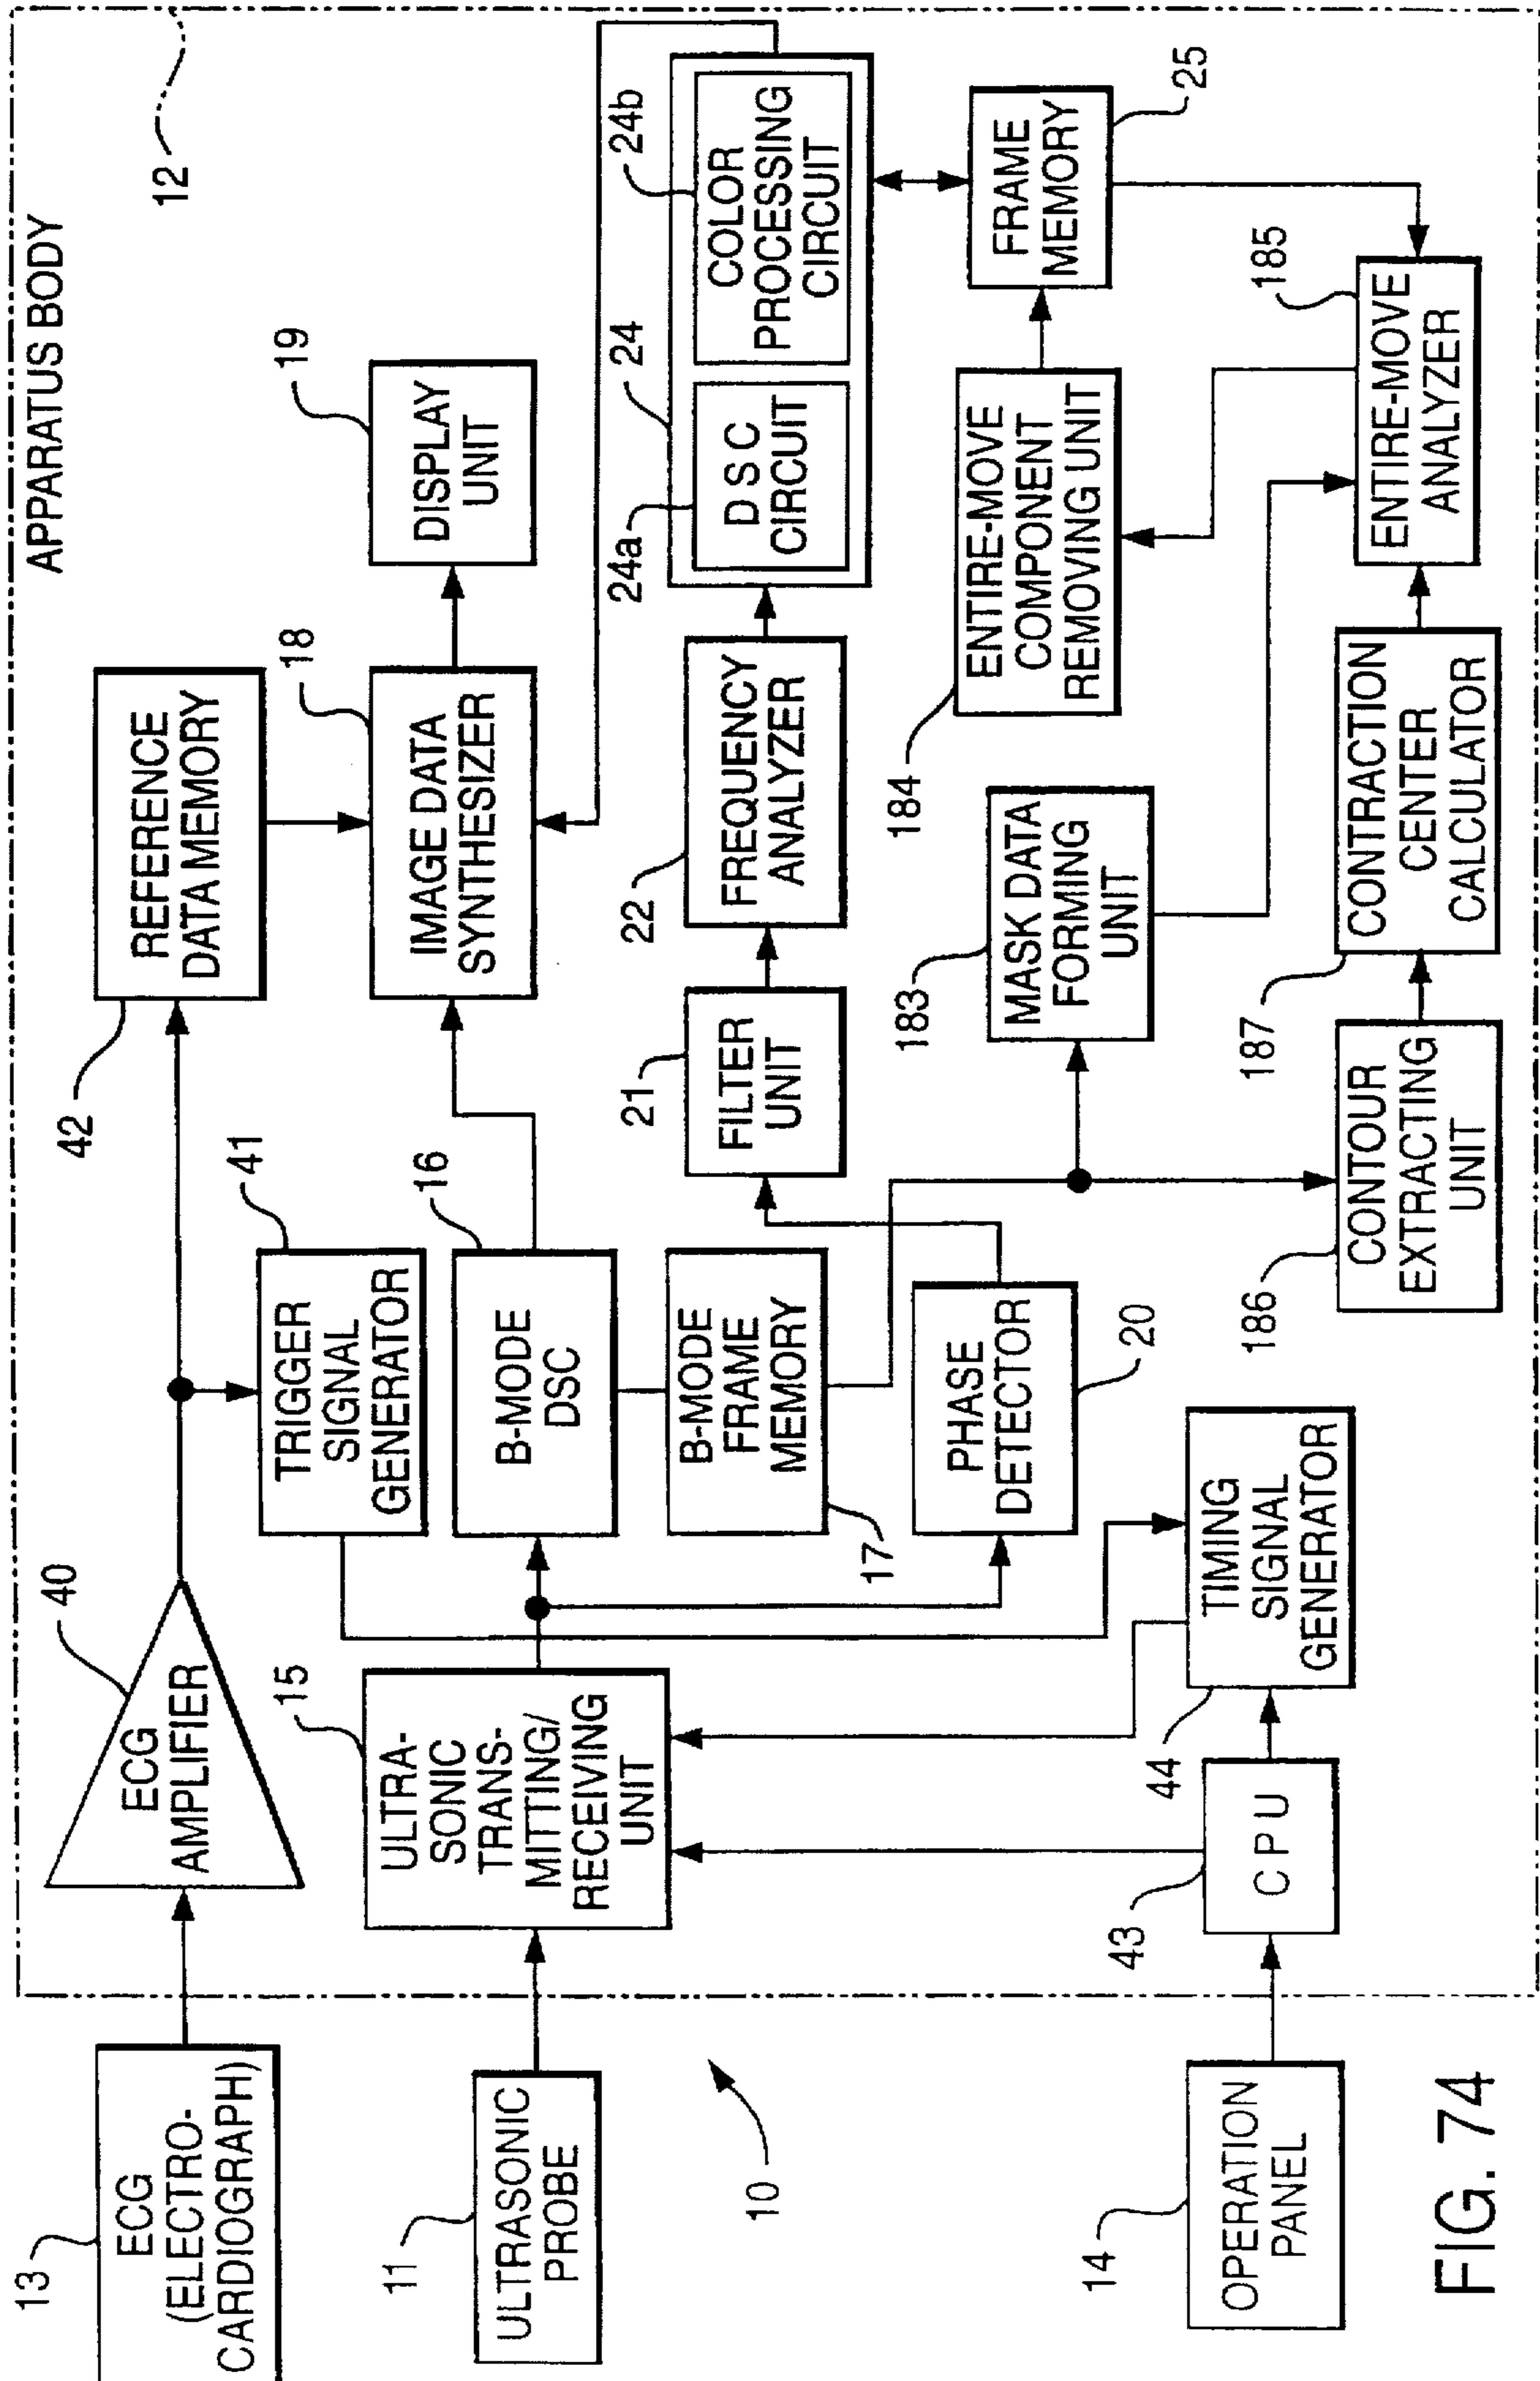 APPARATUS BODY
12
13
ECG
(ELECTRO-
CARDIOGRAPH)
40
ECG
AMPLIFIER
42
REFERENCE
DATA MEMORY
41
TRIGGER
SIGNAL
GENERATOR
11
ULTRASONIC
PROBE
15
ULTRA-
SONIC
TRANS-
MITTING/
RECEIVING
UNIT
16
B-MODE
DSC
18
IMAGE DATA
SYNTHESIZER
19
DISPLAY
UNIT
17
B-MODE
FRAME
MEMORY
21
FILTER
UNIT
22
FREQUENCY
ANALYZER
24
24a
DSC
CIRCUIT
24b
COLOR
PROCESSING
CIRCUIT
10
20
PHASE
DETECTOR
183
MASK DATA
FORMING
UNIT
184
ENTIRE-MOVE
COMPONENT
REMOVING UNIT
25
FRAME
MEMORY
14
OPERATION
PANEL
43
CPU
44
TIMING
SIGNAL
GENERATOR
186
CONTOUR
EXTRACTING
UNIT
187
CONTRACTION
CENTER
CALCULATOR
185
ENTIRE-MOVE
ANALYZER
FIG. 74